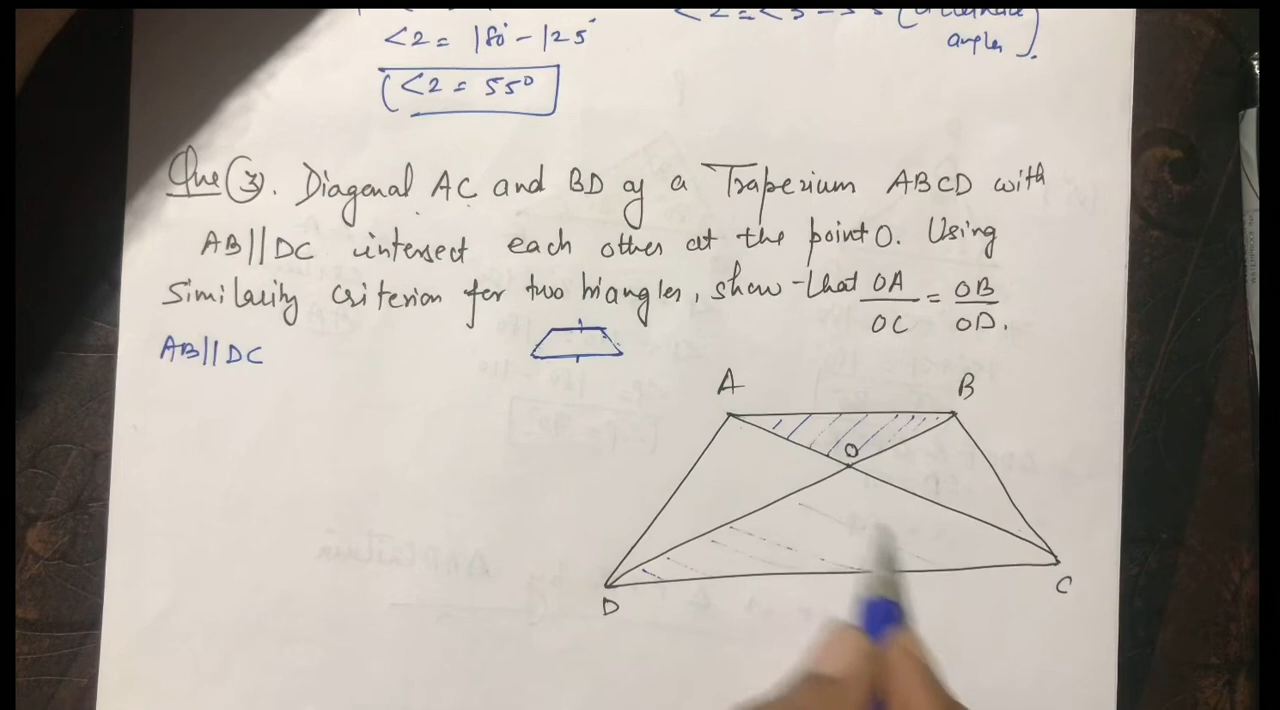 <2 = 180° - 125°
<2 = 55°
angles).
Que (3). Diagonal AC and BD of a Trapezium ABCD with
AB||DC intersect each other at the point O. Using
Similarity criterion for two triangles, show that OA/OC = OB/OD.
AB||DC
A
B
O
D
C